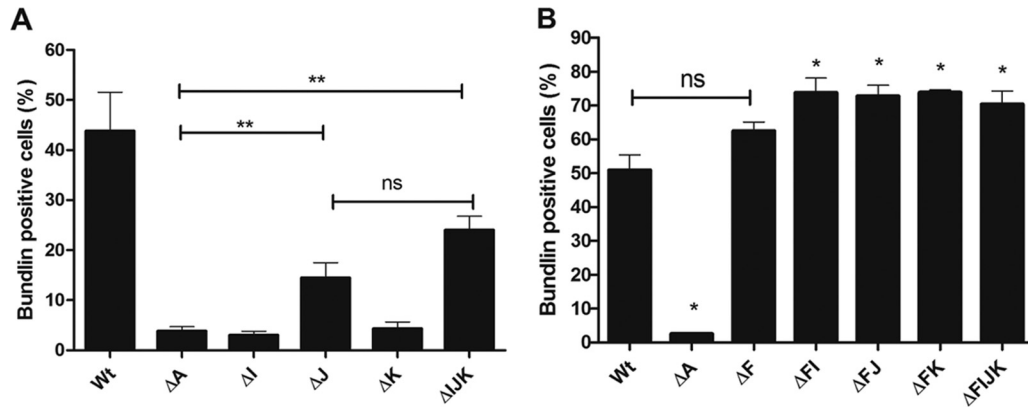 A
Bundlin positive cells (%)
60
50
40
30
20
10
0
**
**
ns
Wt
ΔA
ΔI
ΔJ
ΔK
ΔIJK
B
Bundlin positive cells (%)
90
80
70
60
50
40
30
20
10
0
ns
*
*
*
*
*
Wt
ΔA
ΔF
ΔFI
ΔFJ
ΔFK
ΔFIJK